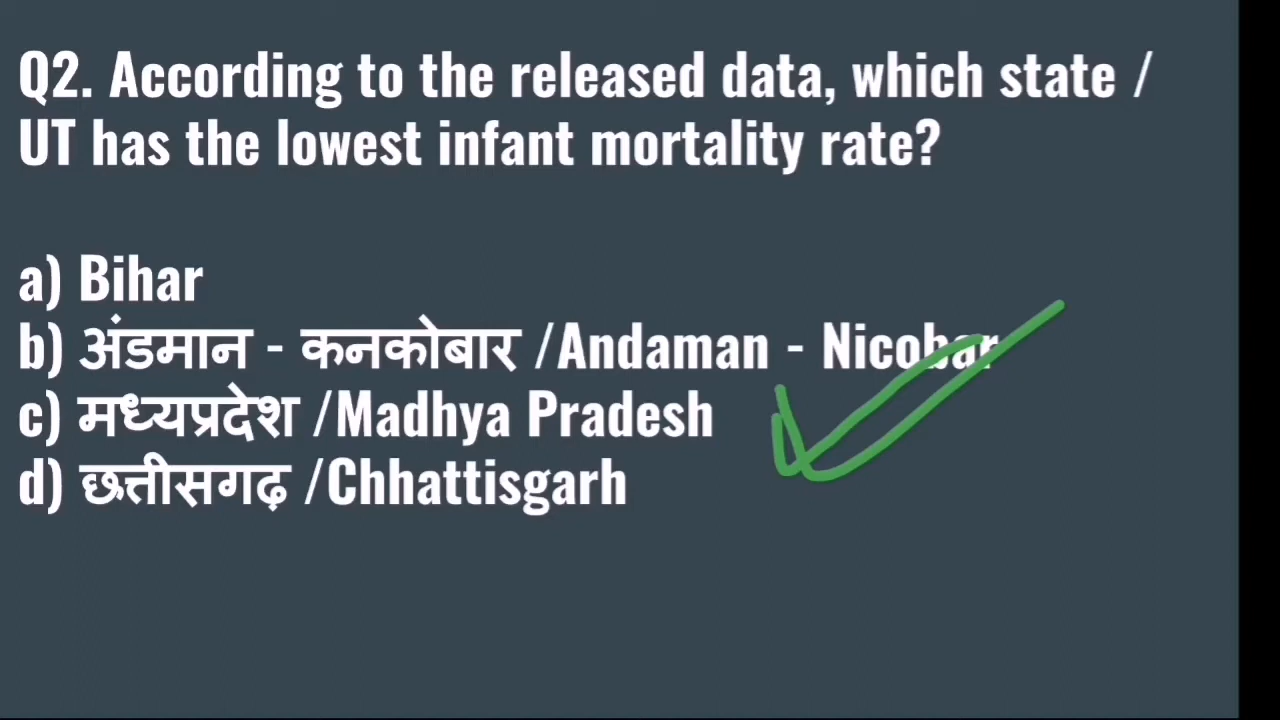 Q2. According to the released data, which state /
UT has the lowest infant mortality rate?
a) Bihar
b) अंडमान - कनकोबार /Andaman - Nicobar
c) मध्यप्रदेश /Madhya Pradesh
d) छत्तीसगढ़ /Chhattisgarh